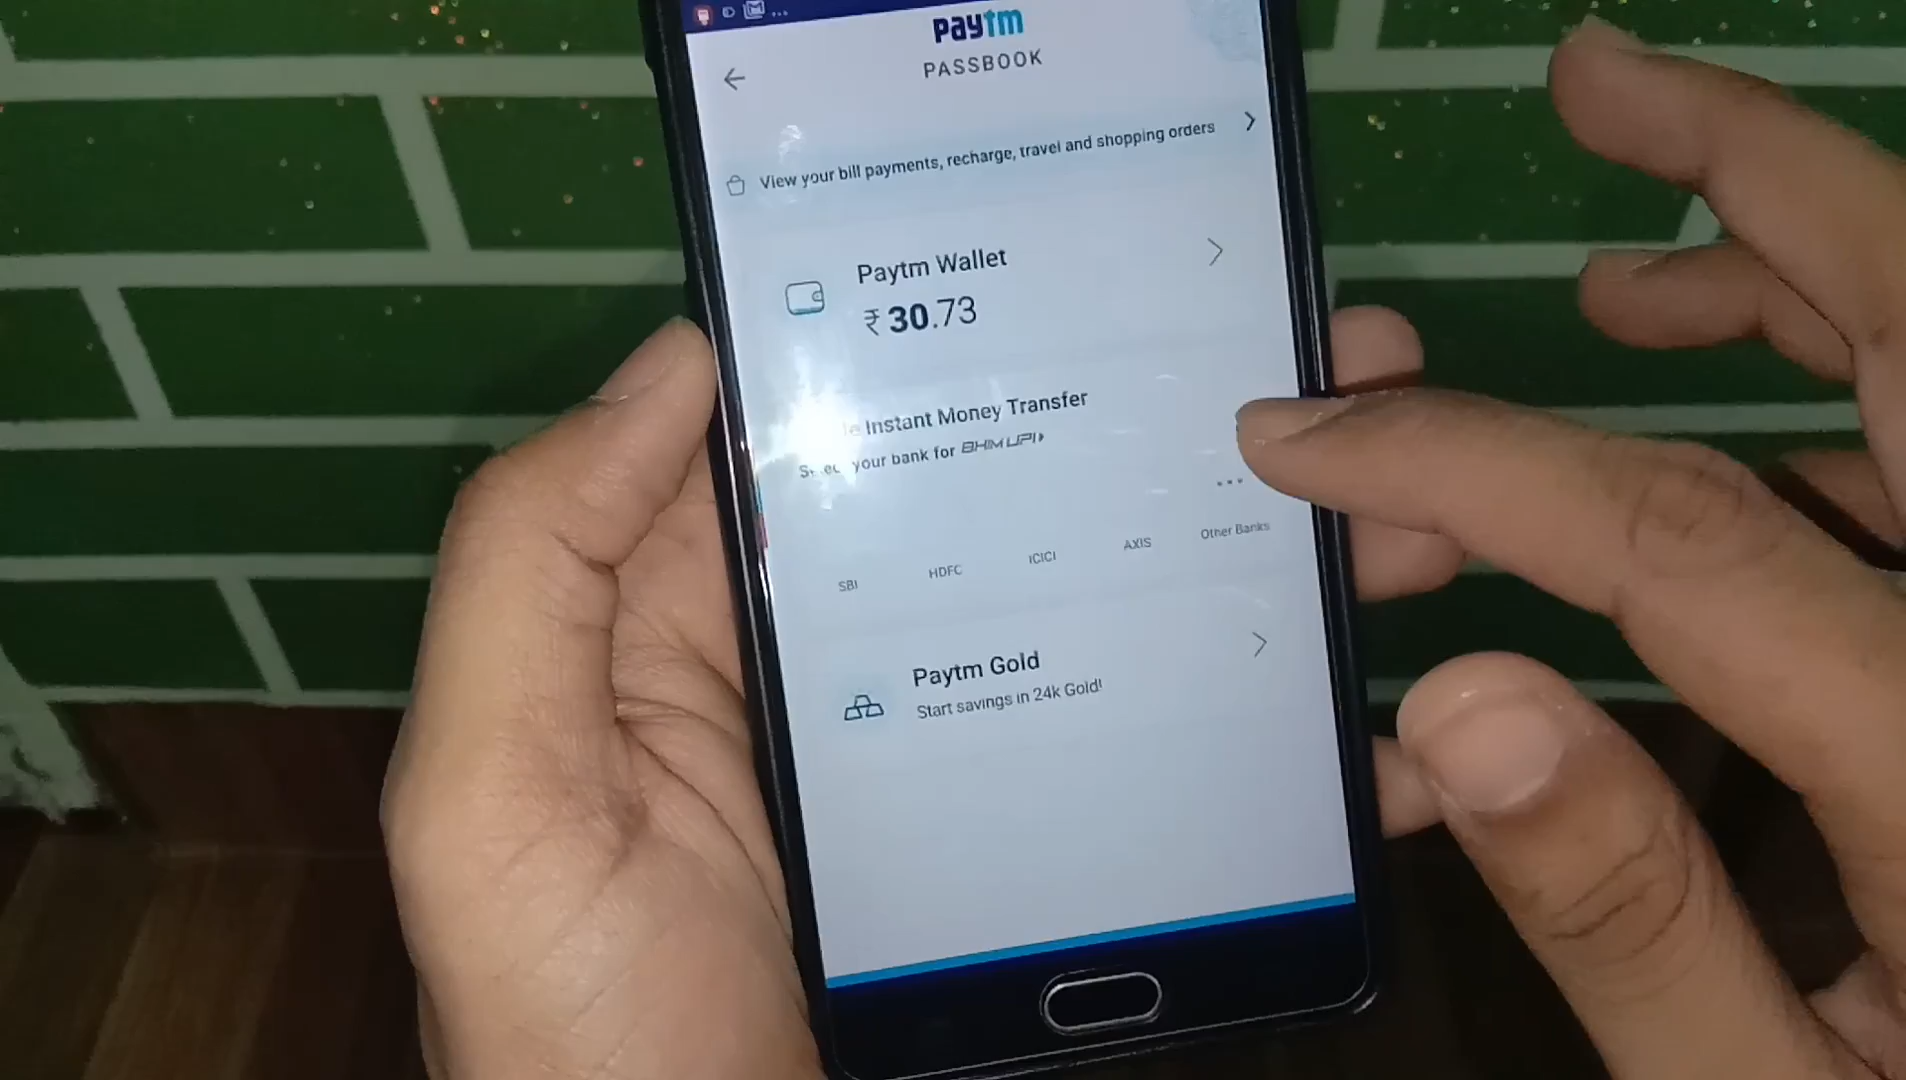 paytm
PASSBOOK
View your bill payments, recharge, travel and shopping orders
Paytm Wallet
₹ 30.73
Instant Money Transfer
your bank for BHIM UPI
SBI HDFC ICICI AXIS Other Banks
Paytm Gold
Start savings in 24k Gold!